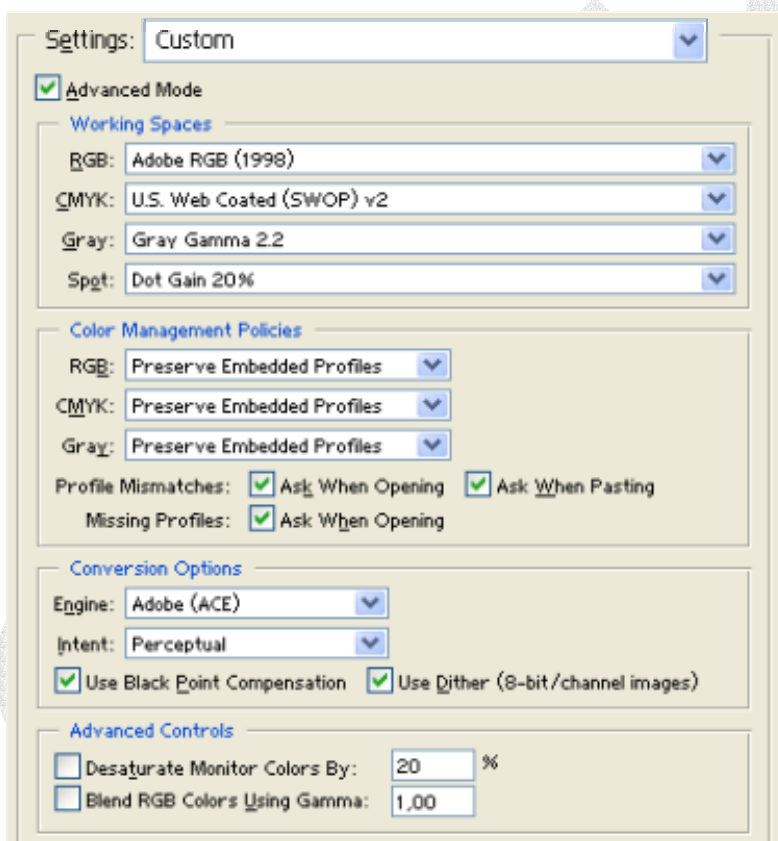 Settings: Custom
Advanced Mode
Working Spaces
RGB: Adobe RGB (1998)
CMYK: U.S. Web Coated (SWOP) v2
Gray: Gray Gamma 2.2
Spot: Dot Gain 20%
Color Management Policies
RGB: Preserve Embedded Profiles
CMYK: Preserve Embedded Profiles
Gray: Preserve Embedded Profiles
Profile Mismatches: Ask When Opening Ask When Pasting
Missing Profiles: Ask When Opening
Conversion Options
Engine: Adobe (ACE)
Intent: Perceptual
Use Black Point Compensation Use Dither (8-bit/channel images)
Advanced Controls
Desaturate Monitor Colors By: 20 %
Blend RGB Colors Using Gamma: 1,00